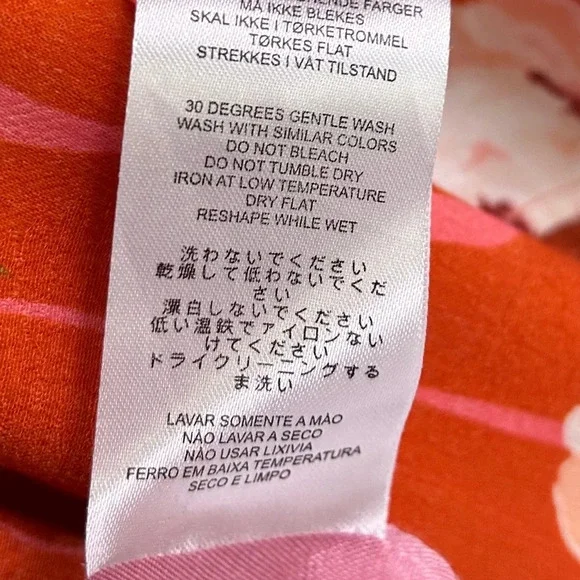 ENDE FARGER
MÅ IKKE BLEKES
SKAL IKKE I TØRKETROMMEL
TØRKES FLAT
STREKKES I VÅT TILSTAND
30 DEGREES GENTLE WASH
WASH WITH SIMILAR COLORS
DO NOT BLEACH
DO NOT TUMBLE DRY
IRON AT LOW TEMPERATURE
DRY FLAT
RESHAPE WHILE WET
洗わないでください
乾燥して低わないでくだ
さい
漂白しないでください
低い温鉄でアイロンない
けてください
ドライクリーニングする
ま洗い
LAVAR SOMENTE A MÀO
NÃO LAVAR A SECO
NÃO USAR LIXIVIA
FERRO EM BAIXA TEMPERATURA
SECO E LIMPO